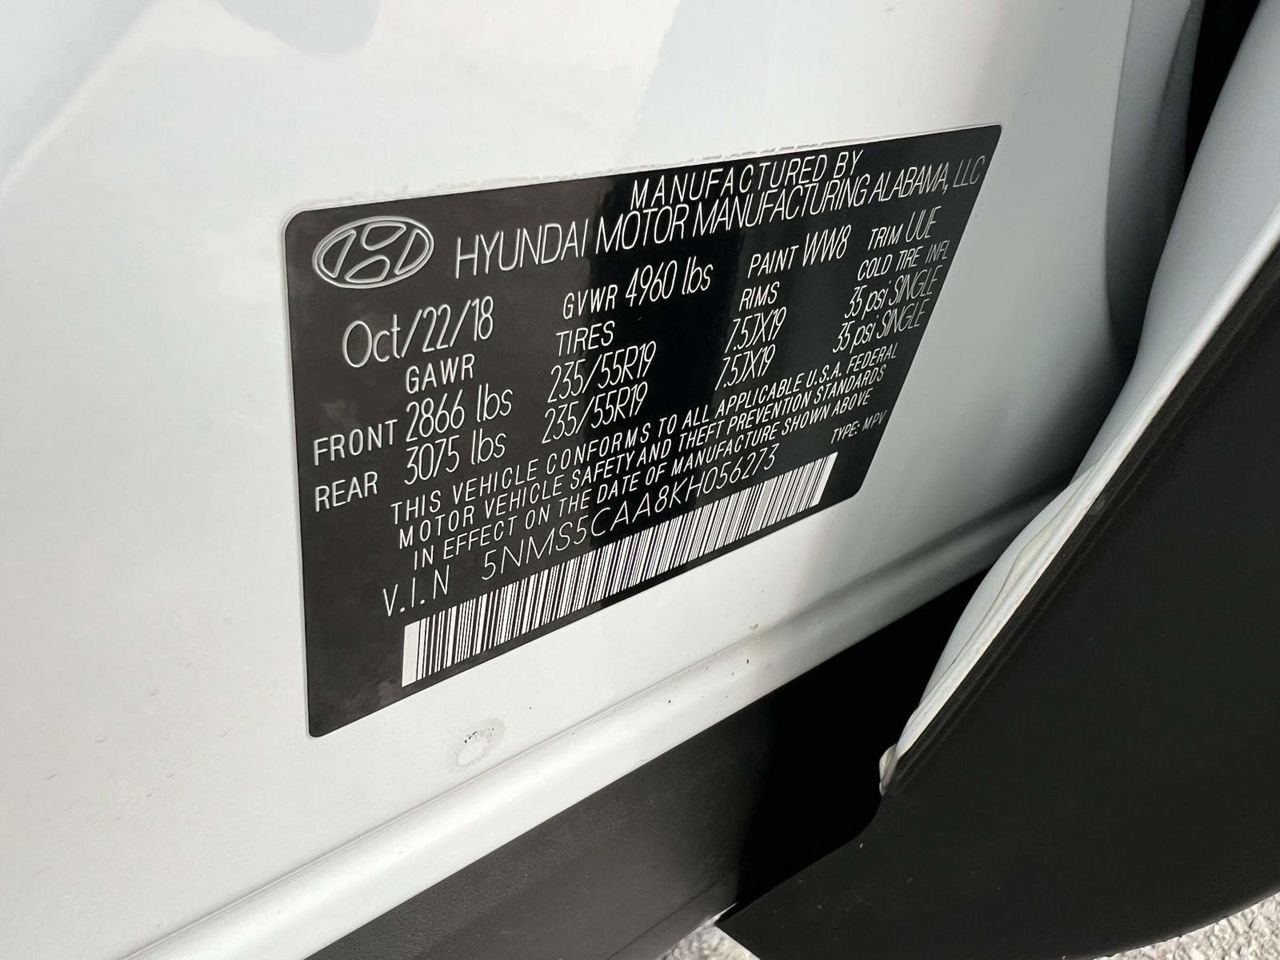 MANUFACTURED BY
HYUNDAI MOTOR MANUFACTURING ALABAMA, LLC
Oct/22/18 GVWR 4960 lbs PAINT WW8 TRIM UUE
GAWR TIRES RIMS COLD TIRE INFL
FRONT 2866 lbs 235/55R19 7.5JX19 35 psi SINGLE
REAR 3075 lbs 235/55R19 7.5JX19 35 psi SINGLE
THIS VEHICLE CONFORMS TO ALL APPLICABLE U.S.A. FEDERAL
MOTOR VEHICLE SAFETY AND THEFT PREVENTION STANDARDS
IN EFFECT ON THE DATE OF MANUFACTURE SHOWN ABOVE
V.I.N 5NMS5CAA8KH056273 TYPE: MPV